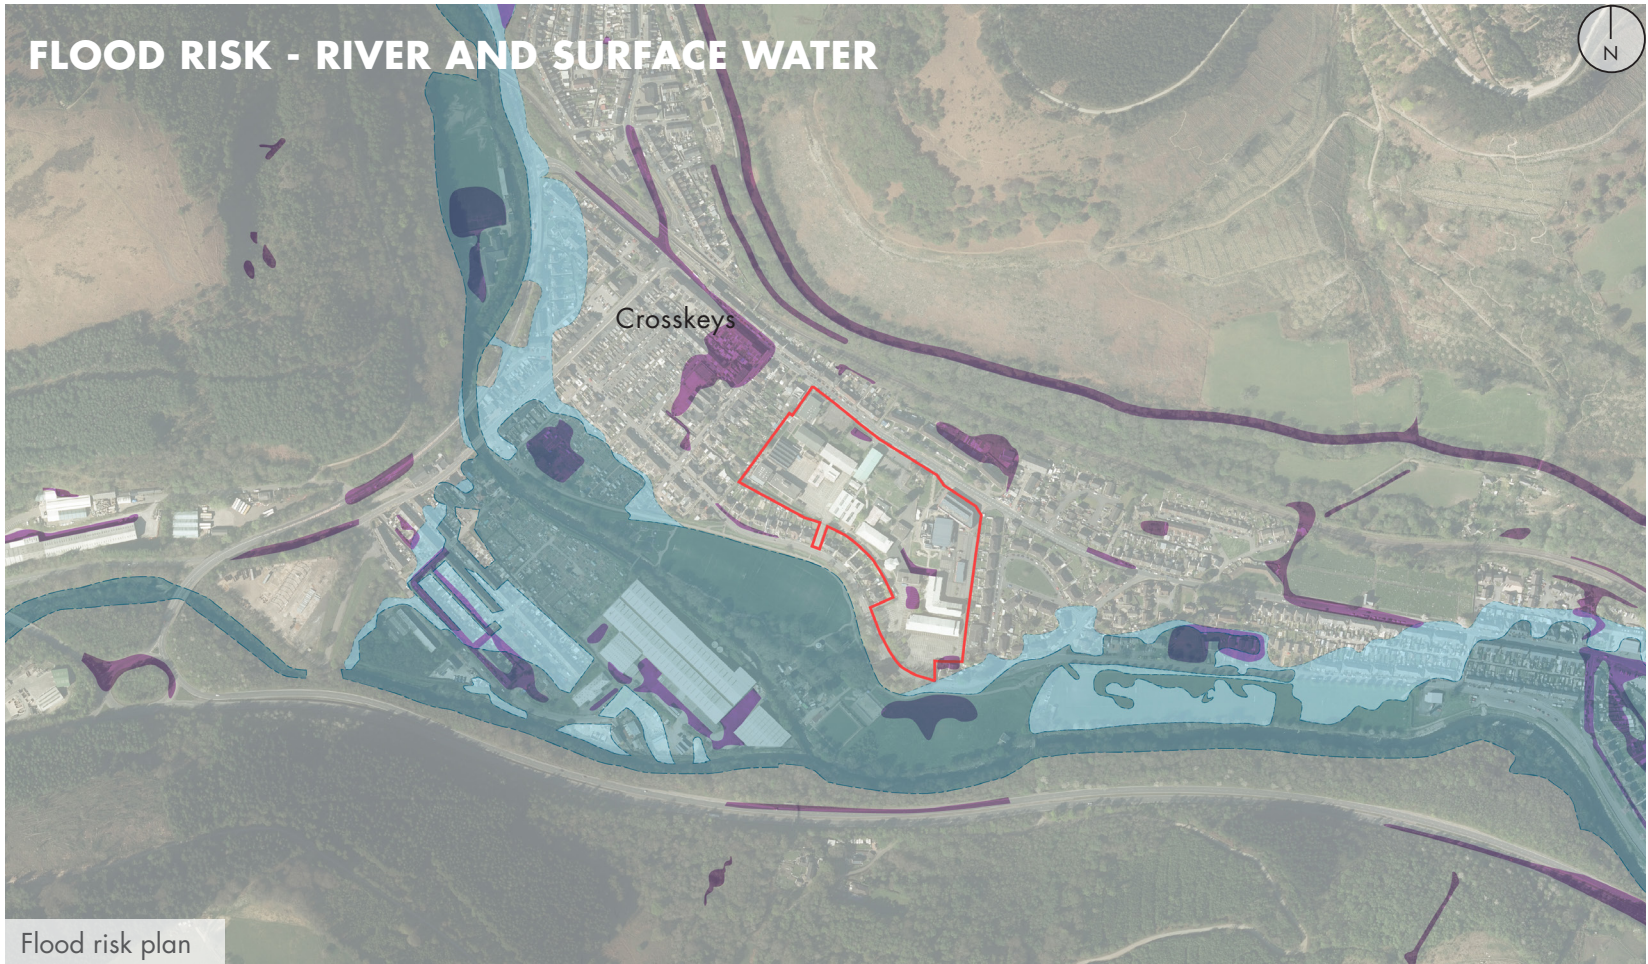 FLOOD RISK - RIVER AND SURFACE WATER
N
Crosskeys
Flood risk plan